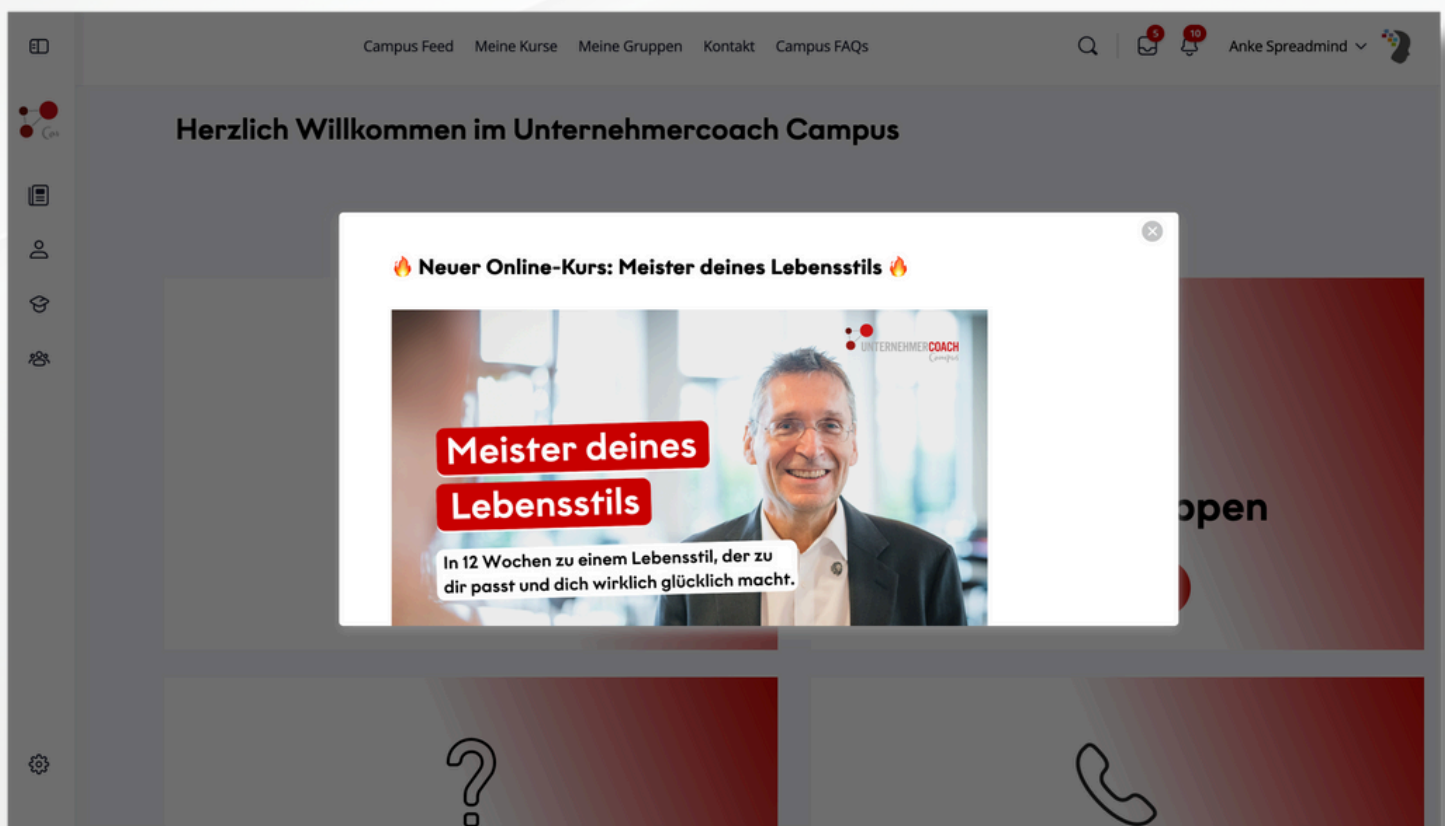 Campus Feed Meine Kurse Meine Gruppen Kontakt Campus FAQs 5 10 Anke Spreadmind
Herzlich Willkommen im Unternehmercoach Campus
🔥 Neuer Online-Kurs: Meister deines Lebensstils 🔥
UNTERNEHMERCOACH
Campus
Meister deines
Lebensstils
In 12 Wochen zu einem Lebensstil, der zu
dir passt und dich wirklich glücklich macht.
ppen